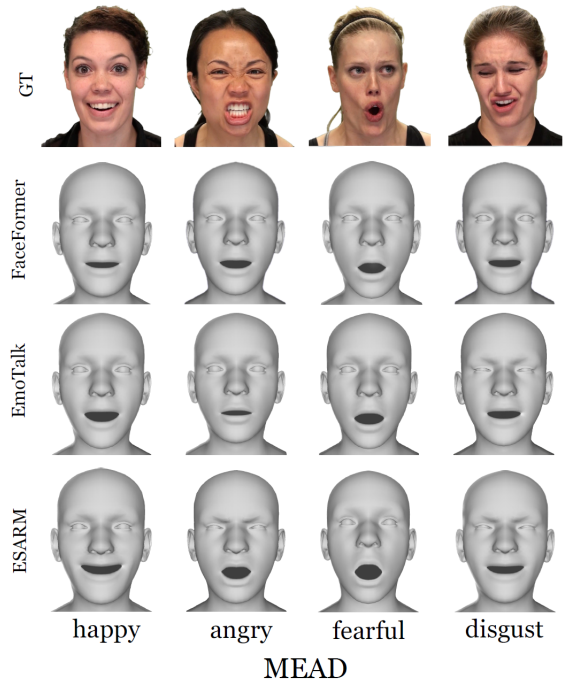 GT
FaceFormer
EmoTalk
ESARM
happy
angry
fearful
disgust
MEAD